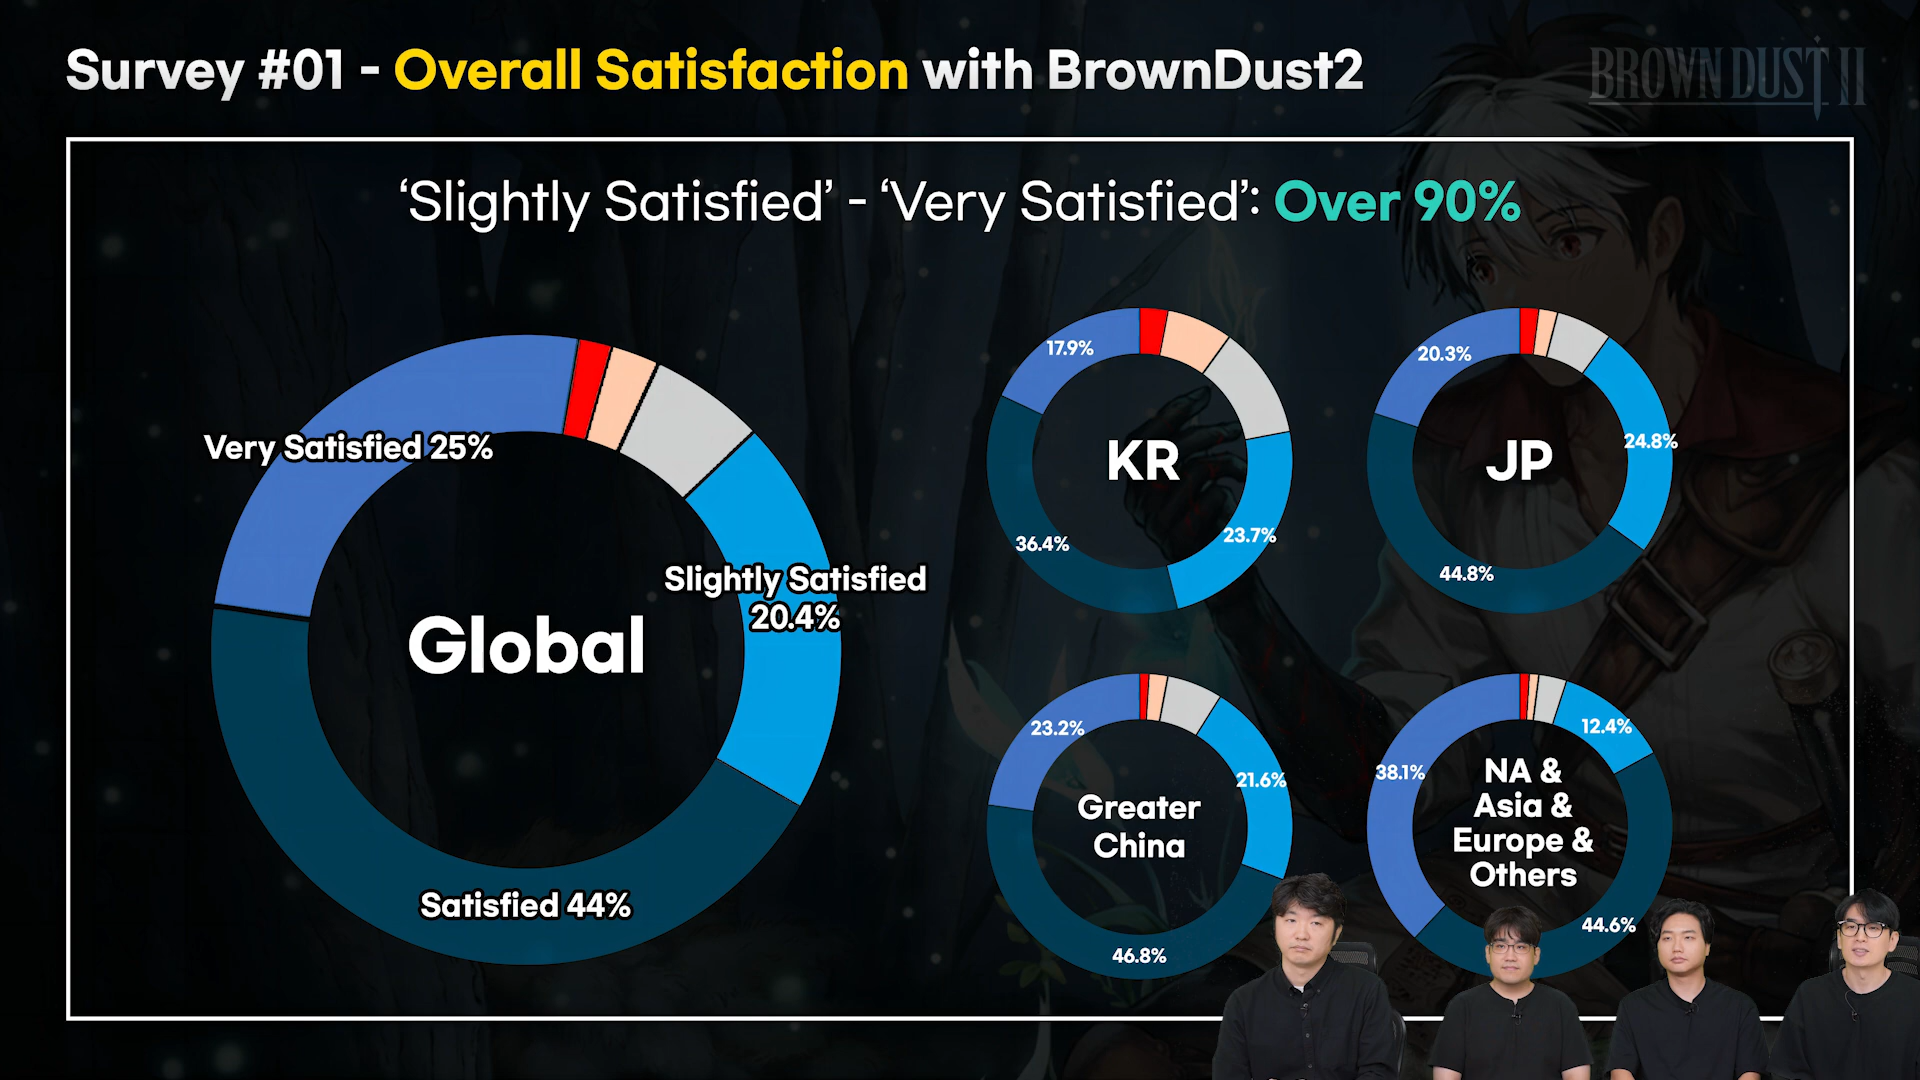 Survey #01 - Overall Satisfaction with BrownDust2
BROWN DUST II
‘Slightly Satisfied’ - ‘Very Satisfied’: Over 90%
Very Satisfied 25%
Slightly Satisfied
20.4%
Global
Satisfied 44%
17.9%
KR
36.4%
23.7%
20.3%
24.8%
JP
44.8%
23.2%
21.6%
Greater
China
46.8%
12.4%
38.1%
NA &
Asia &
Europe &
Others
44.6%